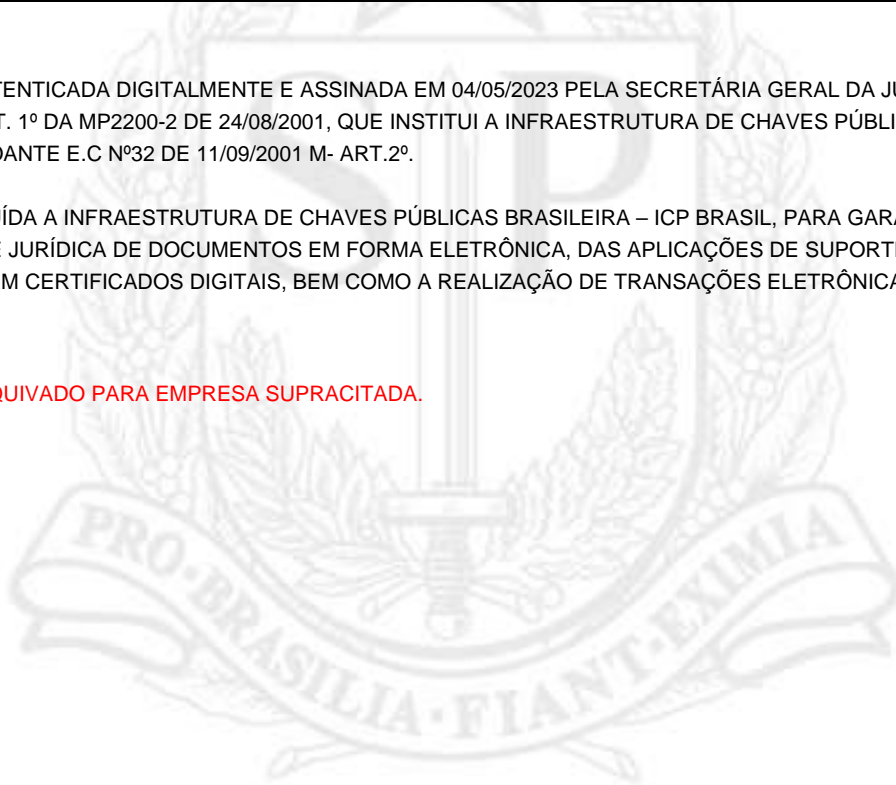 TENTICADA DIGITALMENTE E ASSINADA EM 04/05/2023 PELA SECRETÁRIA GERAL DA JU
T. 1º DA MP2200-2 DE 24/08/2001, QUE INSTITUI A INFRAESTRUTURA DE CHAVES PÚBLI
DANTE E.C Nº32 DE 11/09/2001 M- ART.2º.
ÍDA A INFRAESTRUTURA DE CHAVES PÚBLICAS BRASILEIRA – ICP BRASIL, PARA GARA
E JURÍDICA DE DOCUMENTOS EM FORMA ELETRÔNICA, DAS APLICAÇÕES DE SUPORT
M CERTIFICADOS DIGITAIS, BEM COMO A REALIZAÇÃO DE TRANSAÇÕES ELETRÔNICA
QUIVADO PARA EMPRESA SUPRACITADA.
SP
PRO·BRASILIA·FIANT·EXIMIA